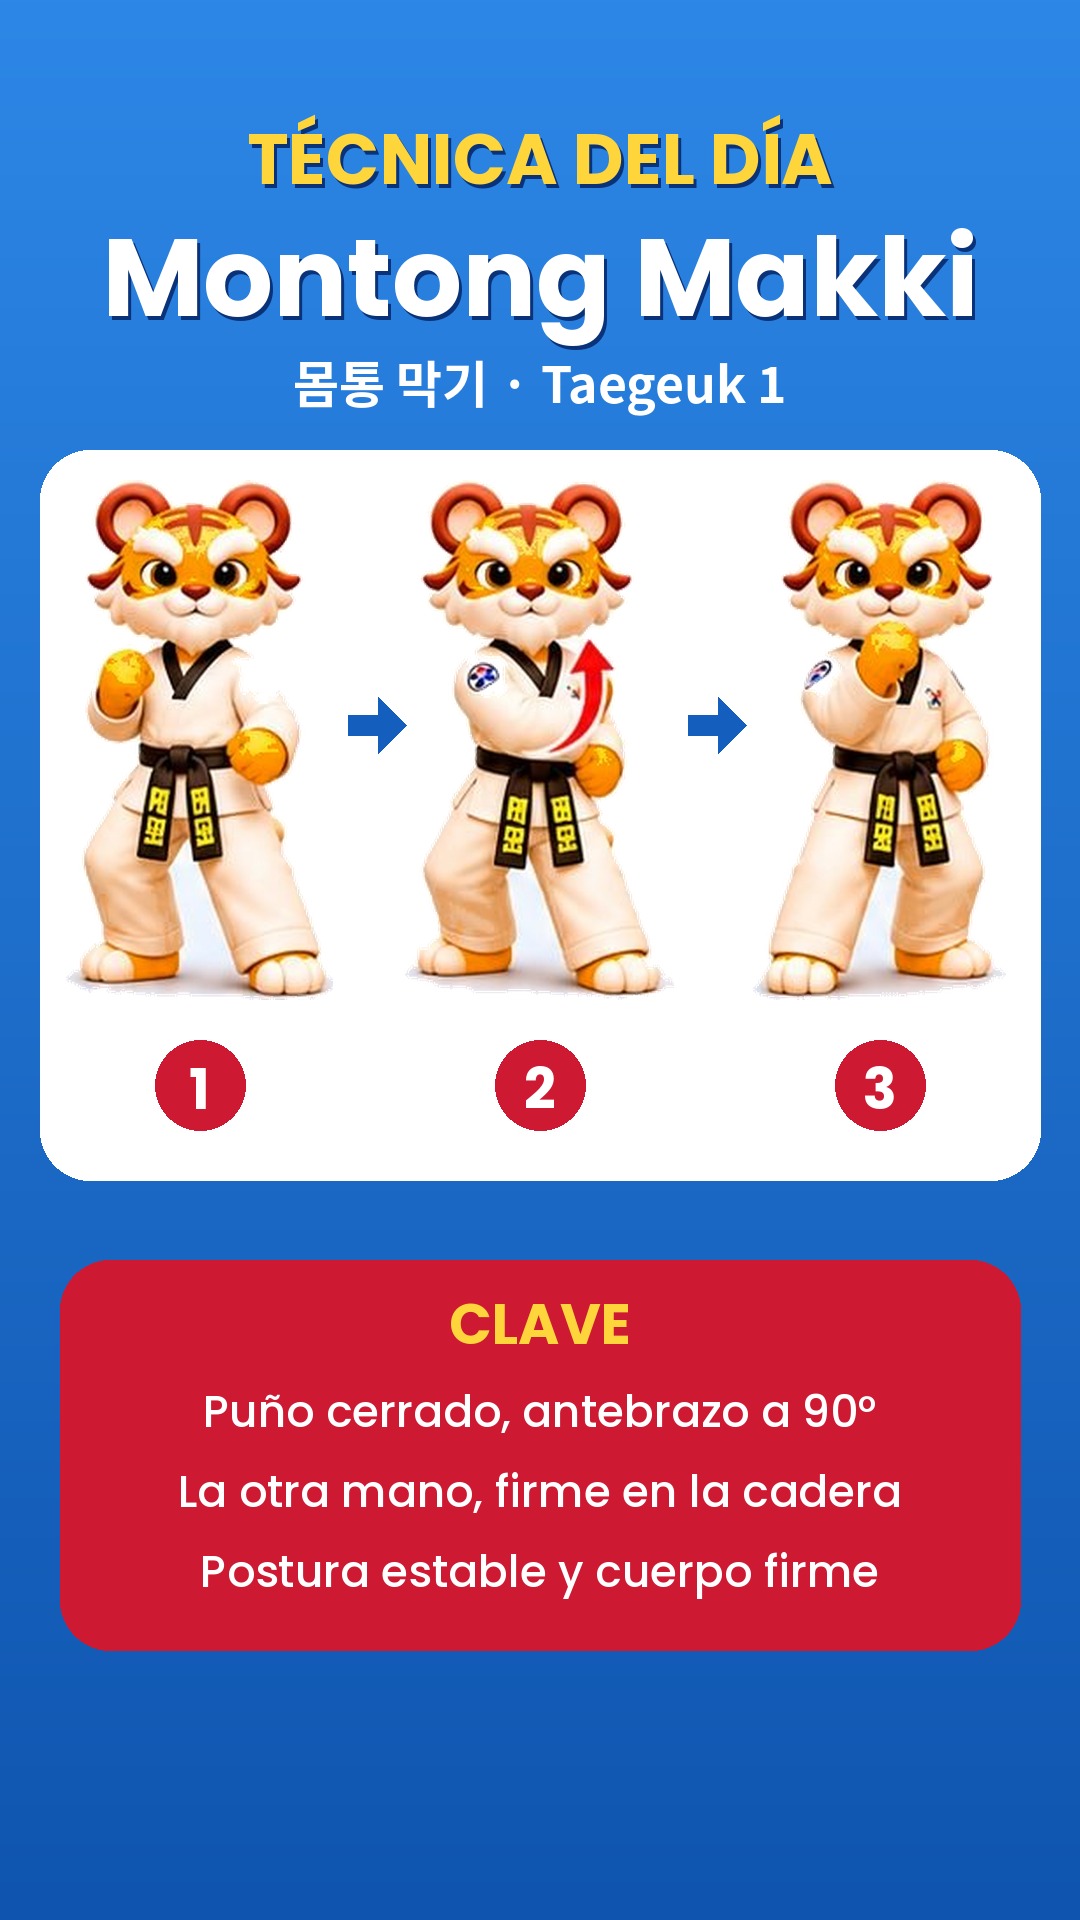 TÉCNICA DEL DÍA
Montong Makki
몸통 막기 · Taegeuk 1
1
2
3
CLAVE
Puño cerrado, antebrazo a 90º
La otra mano, firme en la cadera
Postura estable y cuerpo firme